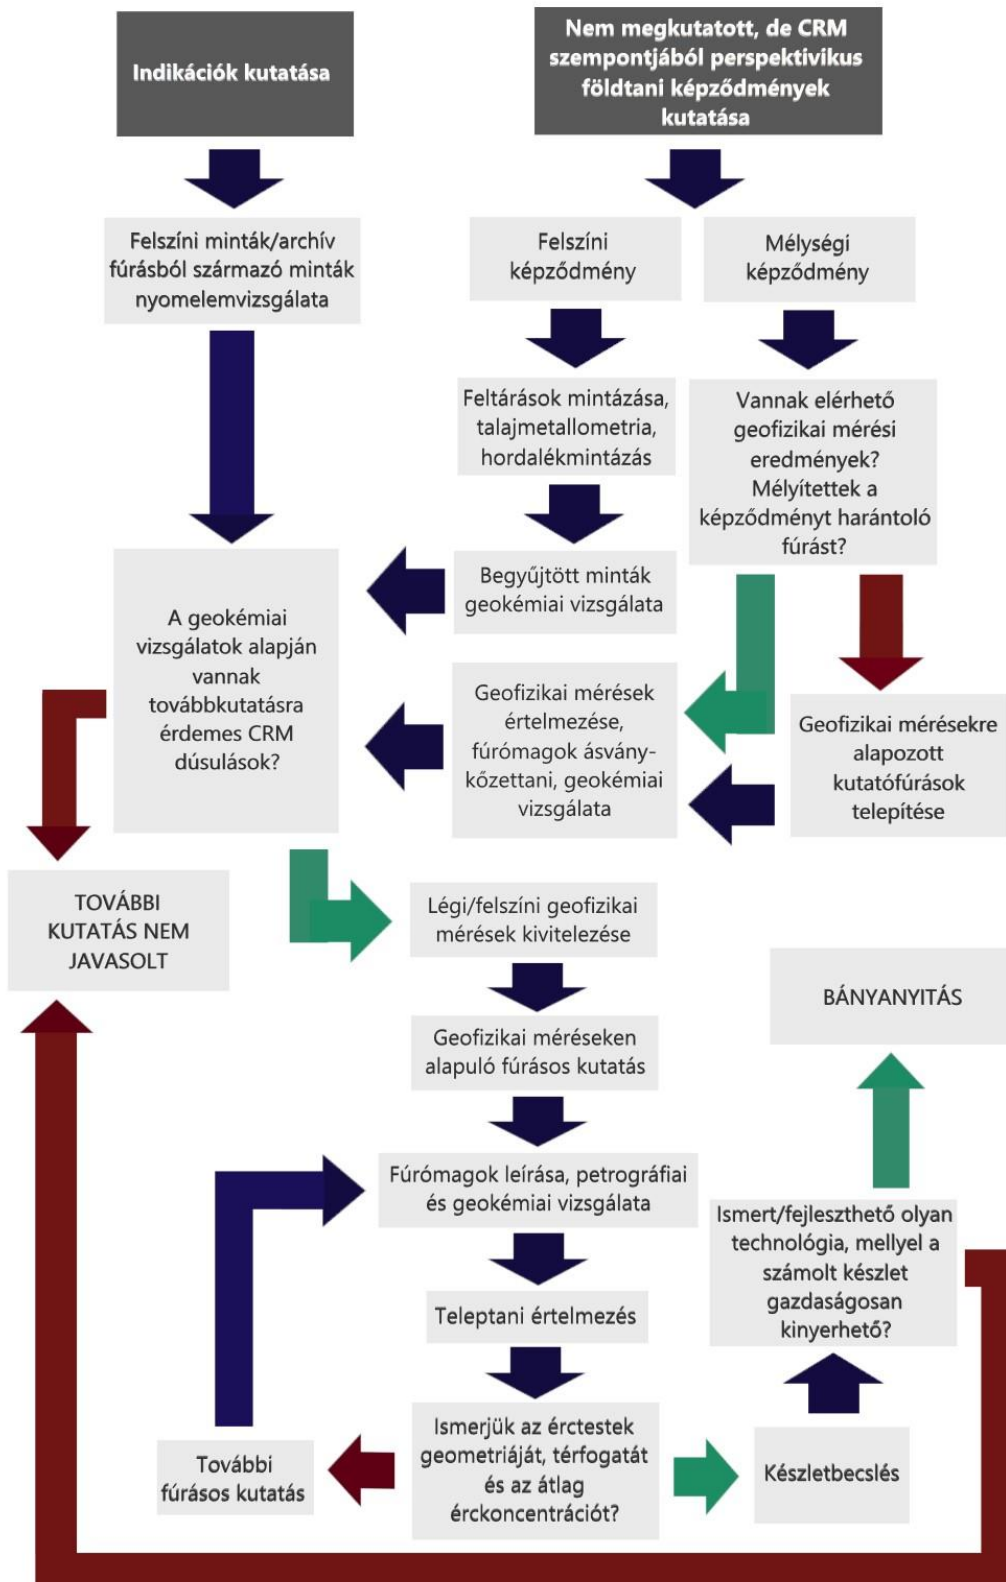 Indikációk kutatása
Nem megkutatott, de CRM
szempontjából perspektivikus
földtani képződmények
kutatása
Felszíni minták/archív
fúrásból származó minták
nyomelemvizsgálata
Felszíni
képződmény
Mélységi
képződmény
Feltárások mintázása,
talajmetallometria,
hordalékmintázás
Vannak elérhető
geofizikai mérési
eredmények?
Mélyítettek a
képződményt harántoló
fúrást?
Begyűjtött minták
geokémiai vizsgálata
A geokémiai
vizsgálatok alapján
vannak
továbbkutatásra
érdemes CRM
dúsulások?
Geofizikai mérések
értelmezése,
fúrómagok ásvány-
kőzettani, geokémiai
vizsgálata
Geofizikai mérésekre
alapozott
kutatófúrások
telepítése
TOVÁBBI
KUTATÁS NEM
JAVASOLT
Légi/felszíni geofizikai
mérések kivitelezése
BÁNYANYITÁS
Geofizikai méréseken
alapuló fúrásos kutatás
Fúrómagok leírása, petrográfiai
és geokémiai vizsgálata
Ismert/fejleszthető olyan
technológia, mellyel a
számolt készlet
gazdaságosan
kinyerhető?
Teleptani értelmezés
További
fúrásos kutatás
Ismerjük az érctestek
geometriáját, térfogatát
és az átlag
érckoncentrációt?
Készletbecslés